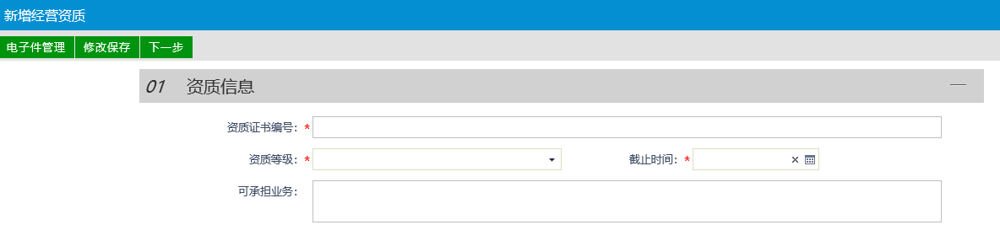 新增经营资质
电子件管理 修改保存 下一步
01 资质信息
资质证书编号: *
资质等级: * 截止时间: *
可承担业务: